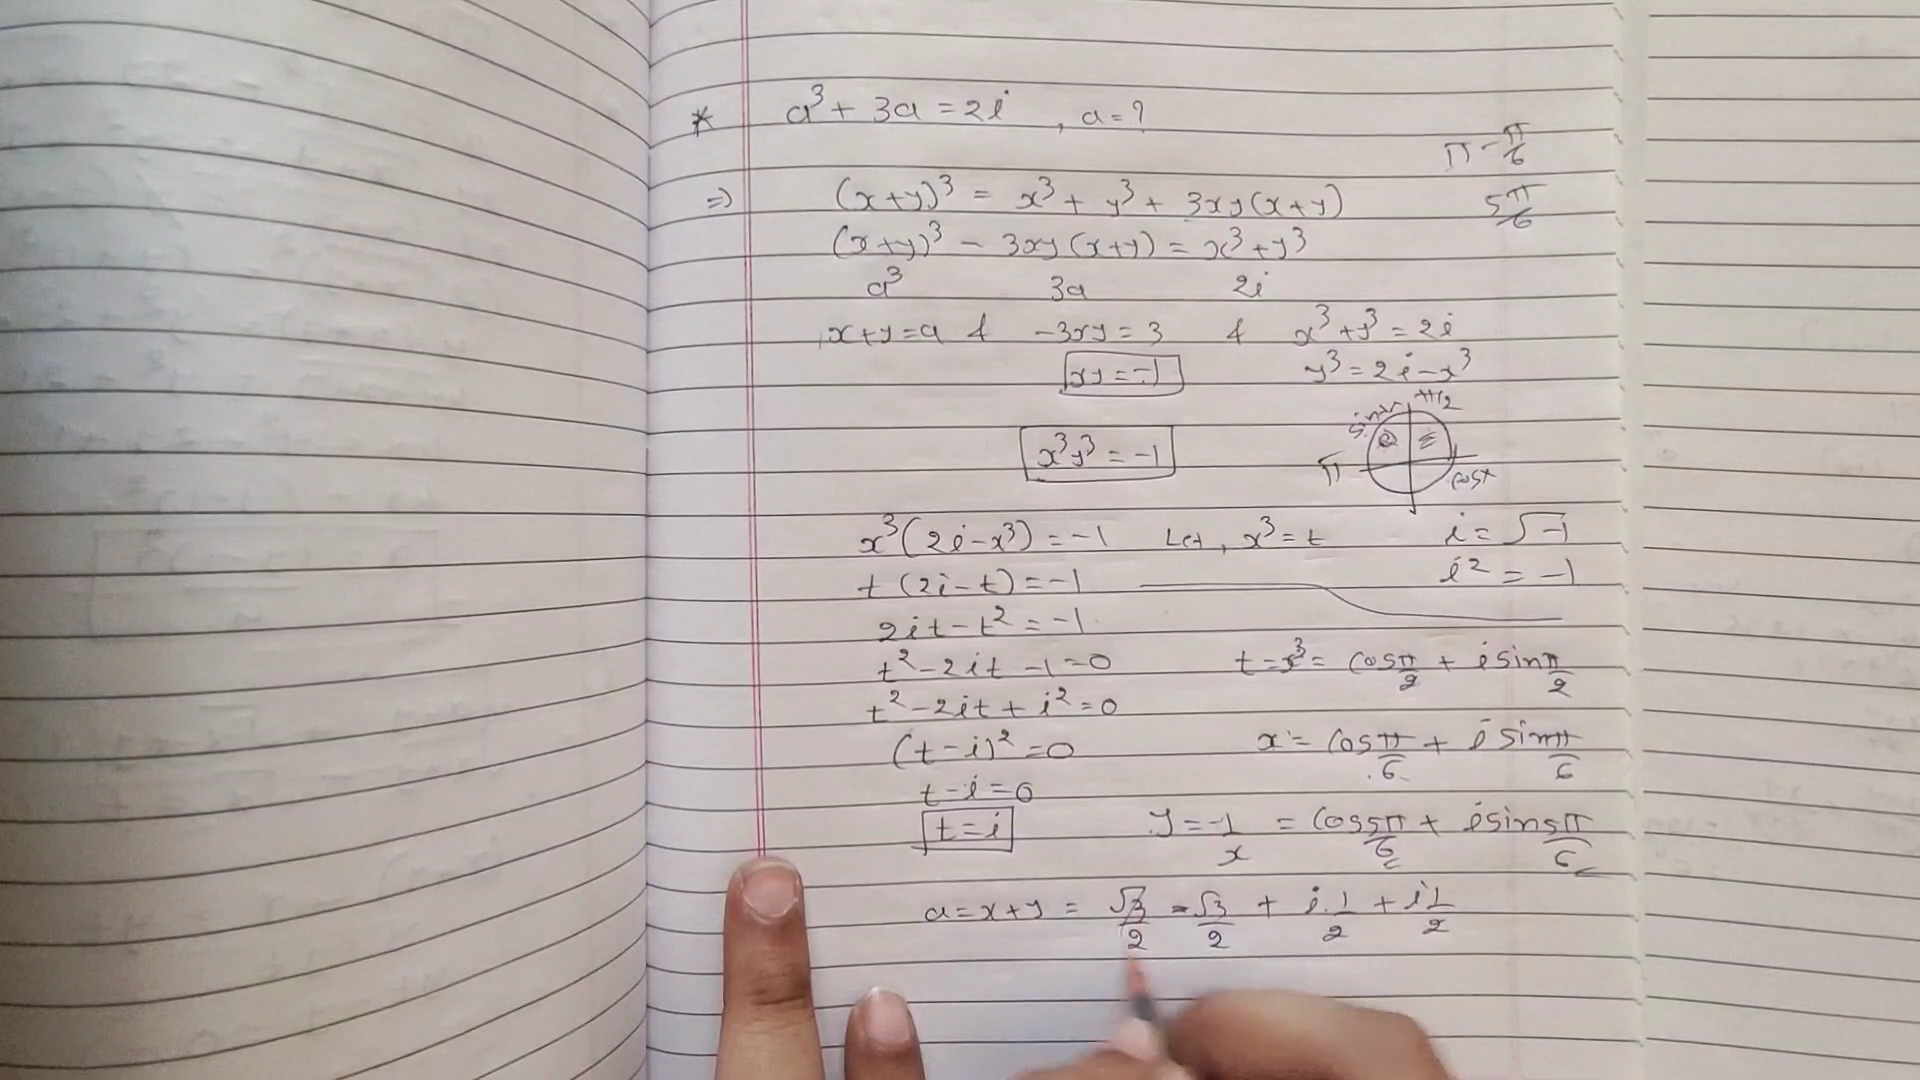 * a³ + 3a = 2i , a = ?
π - π/6
=> (x+y)³ = x³ + y³ + 3xy(x+y)
5π/6
(x+y)³ - 3xy(x+y) = x³+y³
a³ 3a 2i
x+y = a & -3xy = 3 & x³+y³ = 2i
xy = -1 y³ = 2i - x³
sinx π/2
x³y³ = -1
π cosx
x³(2i-x³) = -1 Let, x³ = t i = √-1
t(2i-t) = -1 i² = -1
2it - t² = -1
t² - 2it - 1 = 0 t = x³ = cos π/2 + i sin π/2
t² - 2it + i² = 0
(t-i)² = 0 x = cos π/6 + i sin π/6
t - i = 0
t = i y = -1/x = cos 5π/6 + i sin 5π/6
a = x+y = √3/2 - √3/2 + i.1/2 + i 1/2